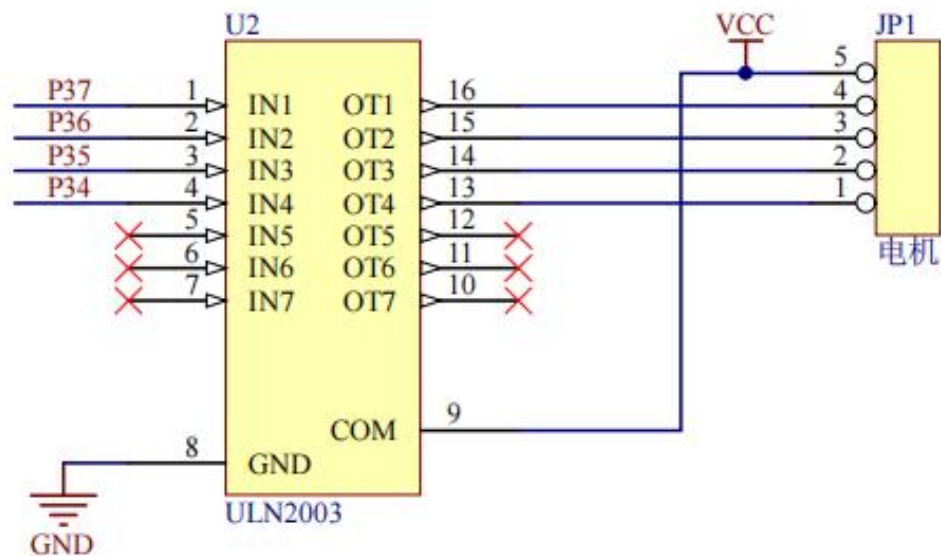 U2
VCC
JP1
P37 1 IN1 OT1 16 5
P36 2 IN2 OT2 15 4
P35 3 IN3 OT3 14 3
P34 4 IN4 OT4 13 2
5 IN5 OT5 12 1
6 IN6 OT6 11
7 IN7 OT7 10
电机
COM 9
8 GND
ULN2003
GND